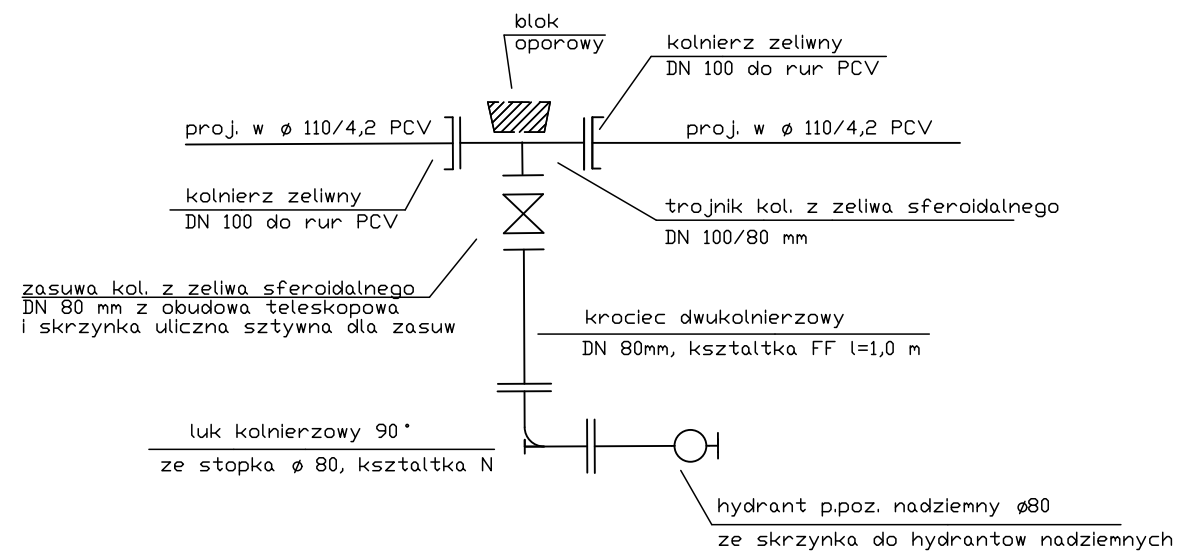 blok
oporowy
kolnierz zeliwny
DN 100 do rur PCV
proj. w ø 110/4,2 PCV
proj. w ø 110/4,2 PCV
kolnierz zeliwny
DN 100 do rur PCV
trojnik kol. z zeliwa sferoidalnego
DN 100/80 mm
zasuwa kol. z zeliwa sferoidalnego
DN 80 mm z obudowa teleskopowa
i skrzynka uliczna sztywna dla zasuw
krociec dwukolnierzowy
DN 80mm, ksztaltka FF l=1,0 m
luk kolnierzowy 90°
ze stopka ø 80, ksztaltka N
hydrant p.poz. nadziemny ø80
ze skrzynka do hydrantow nadziemnych